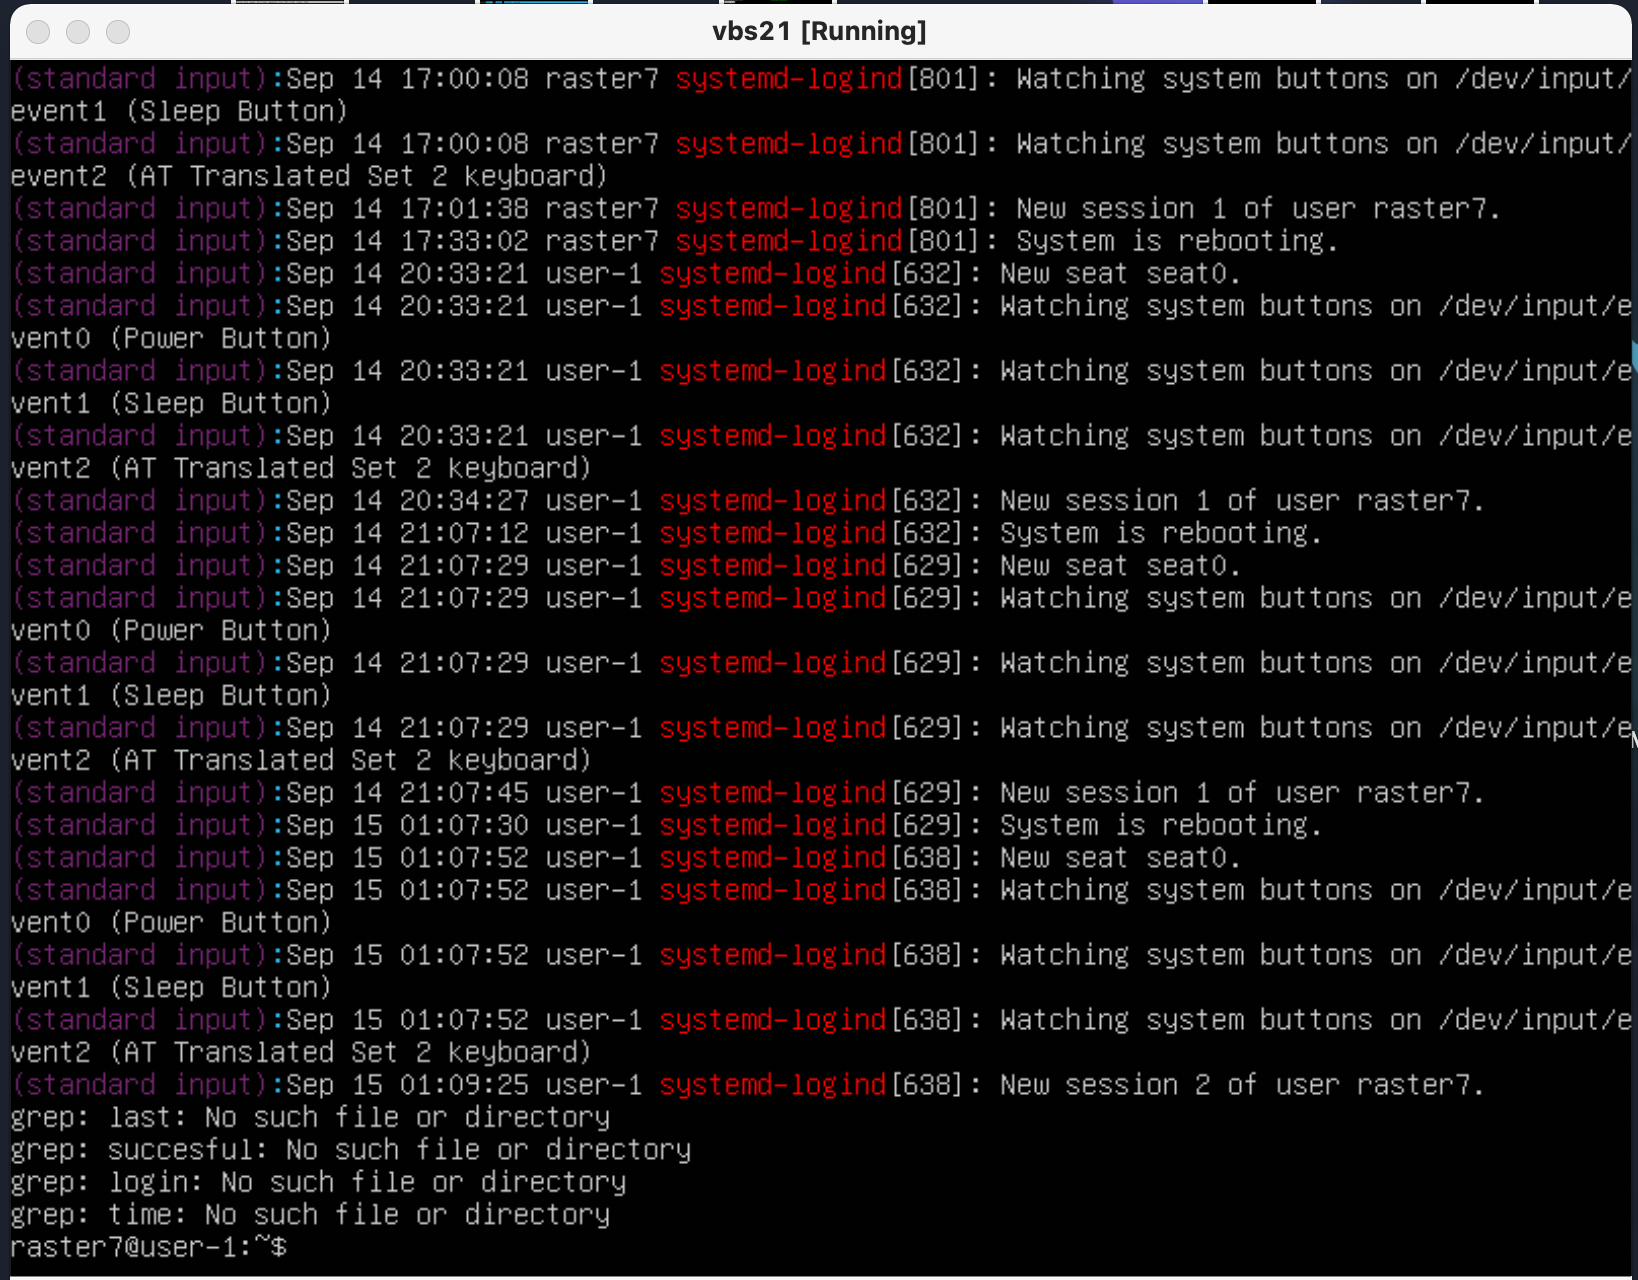 vbs21 [Running]
(standard input):Sep 14 17:00:08 raster7 systemd-logind[801]: Watching system buttons on /dev/input/
event1 (Sleep Button)
(standard input):Sep 14 17:00:08 raster7 systemd-logind[801]: Watching system buttons on /dev/input/
event2 (AT Translated Set 2 keyboard)
(standard input):Sep 14 17:01:38 raster7 systemd-logind[801]: New session 1 of user raster7.
(standard input):Sep 14 17:33:02 raster7 systemd-logind[801]: System is rebooting.
(standard input):Sep 14 20:33:21 user-1 systemd-logind[632]: New seat seat0.
(standard input):Sep 14 20:33:21 user-1 systemd-logind[632]: Watching system buttons on /dev/input/e
vent0 (Power Button)
(standard input):Sep 14 20:33:21 user-1 systemd-logind[632]: Watching system buttons on /dev/input/e
vent1 (Sleep Button)
(standard input):Sep 14 20:33:21 user-1 systemd-logind[632]: Watching system buttons on /dev/input/e
vent2 (AT Translated Set 2 keyboard)
(standard input):Sep 14 20:34:27 user-1 systemd-logind[632]: New session 1 of user raster7.
(standard input):Sep 14 21:07:12 user-1 systemd-logind[632]: System is rebooting.
(standard input):Sep 14 21:07:29 user-1 systemd-logind[629]: New seat seat0.
(standard input):Sep 14 21:07:29 user-1 systemd-logind[629]: Watching system buttons on /dev/input/e
vent0 (Power Button)
(standard input):Sep 14 21:07:29 user-1 systemd-logind[629]: Watching system buttons on /dev/input/e
vent1 (Sleep Button)
(standard input):Sep 14 21:07:29 user-1 systemd-logind[629]: Watching system buttons on /dev/input/e
vent2 (AT Translated Set 2 keyboard)
(standard input):Sep 14 21:07:45 user-1 systemd-logind[629]: New session 1 of user raster7.
(standard input):Sep 15 01:07:30 user-1 systemd-logind[629]: System is rebooting.
(standard input):Sep 15 01:07:52 user-1 systemd-logind[638]: New seat seat0.
(standard input):Sep 15 01:07:52 user-1 systemd-logind[638]: Watching system buttons on /dev/input/e
vent0 (Power Button)
(standard input):Sep 15 01:07:52 user-1 systemd-logind[638]: Watching system buttons on /dev/input/e
vent1 (Sleep Button)
(standard input):Sep 15 01:07:52 user-1 systemd-logind[638]: Watching system buttons on /dev/input/e
vent2 (AT Translated Set 2 keyboard)
(standard input):Sep 15 01:09:25 user-1 systemd-logind[638]: New session 2 of user raster7.
grep: last: No such file or directory
grep: succesful: No such file or directory
grep: login: No such file or directory
grep: time: No such file or directory
raster7@user-1:~$